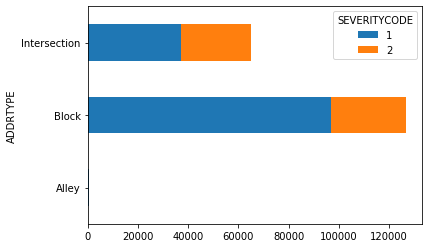 SEVERITYCODE
1
2
Intersection
Block
Alley
ADDRTYPE
0 20000 40000 60000 80000 100000 120000